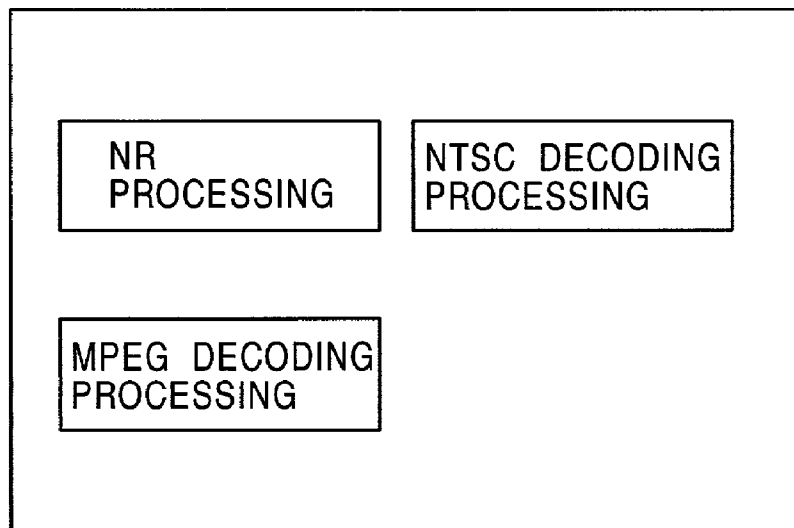 NR
PROCESSING
NTSC DECODING
PROCESSING
MPEG DECODING
PROCESSING